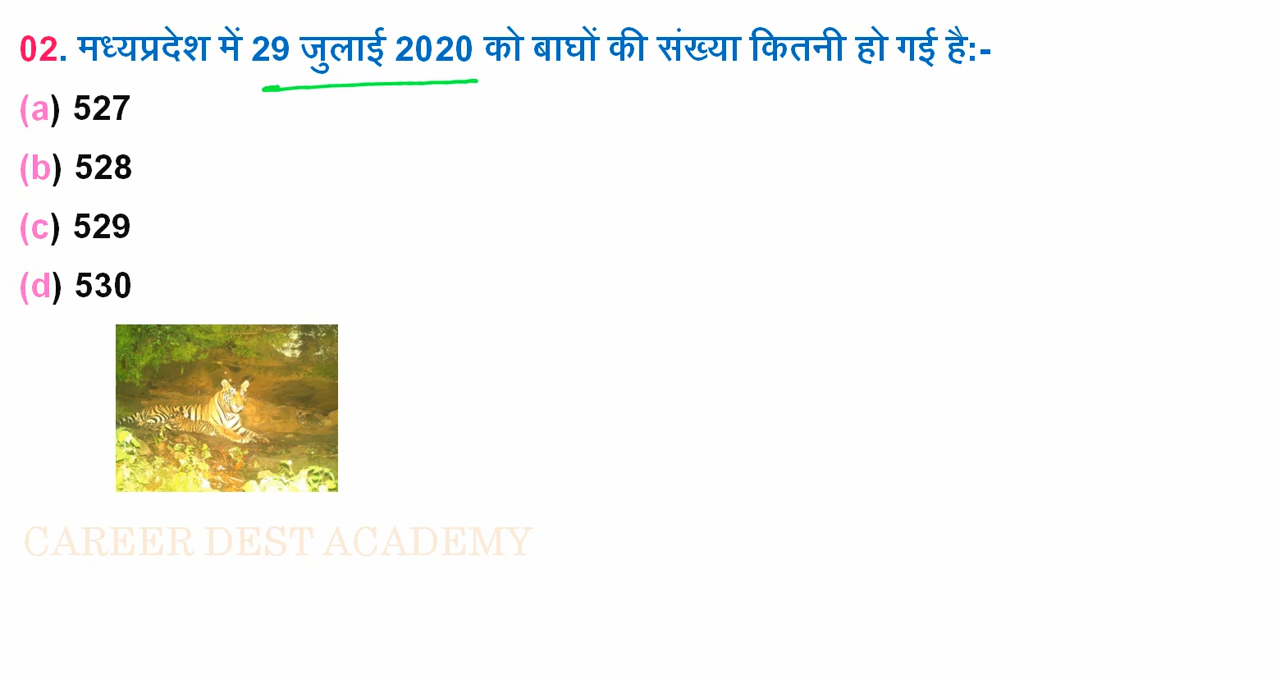 02. मध्यप्रदेश में 29 जुलाई 2020 को बाघों की संख्या कितनी हो गई है:-
(a) 527
(b) 528
(c) 529
(d) 530
CAREER DEST ACADEMY